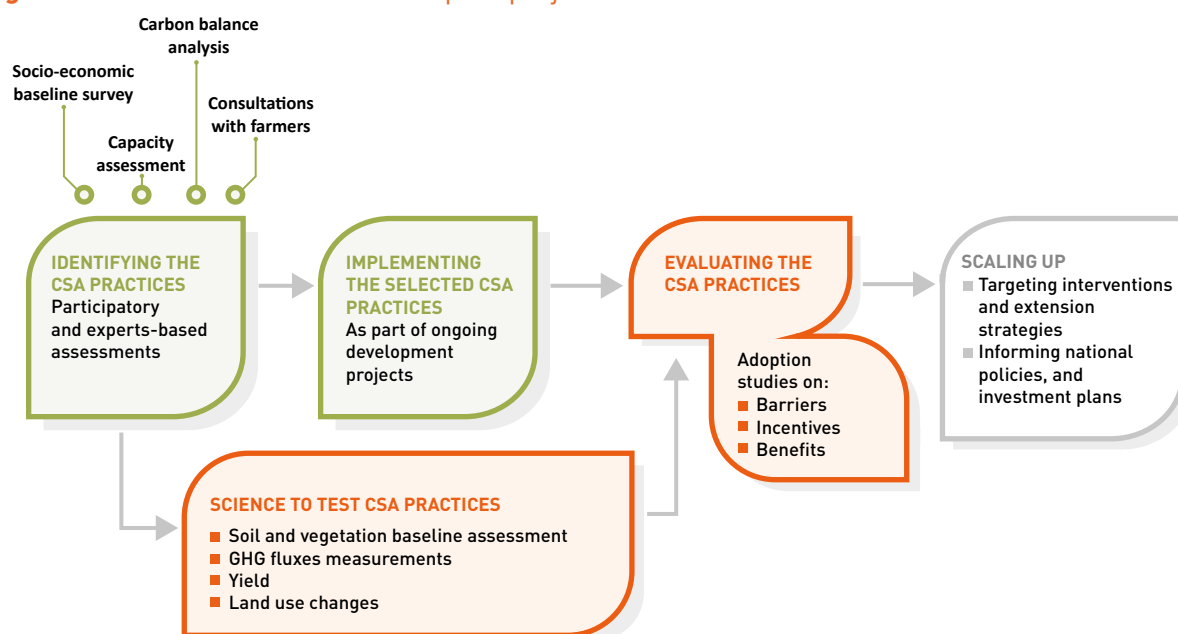 Carbon balance
analysis
Socio-economic
baseline survey
Consultations
with farmers
Capacity
assessment
IDENTIFYING THE
CSA PRACTICES
Participatory
and experts-based
assessments
IMPLEMENTING
THE SELECTED CSA
PRACTICES
As part of ongoing
development
projects
EVALUATING THE
CSA PRACTICES
Adoption
studies on:
Barriers
Incentives
Benefits
SCALING UP
Targeting interventions
and extension
strategies
Informing national
policies, and
investment plans
SCIENCE TO TEST CSA PRACTICES
Soil and vegetation baseline assessment
GHG fluxes measurements
Yield
Land use changes